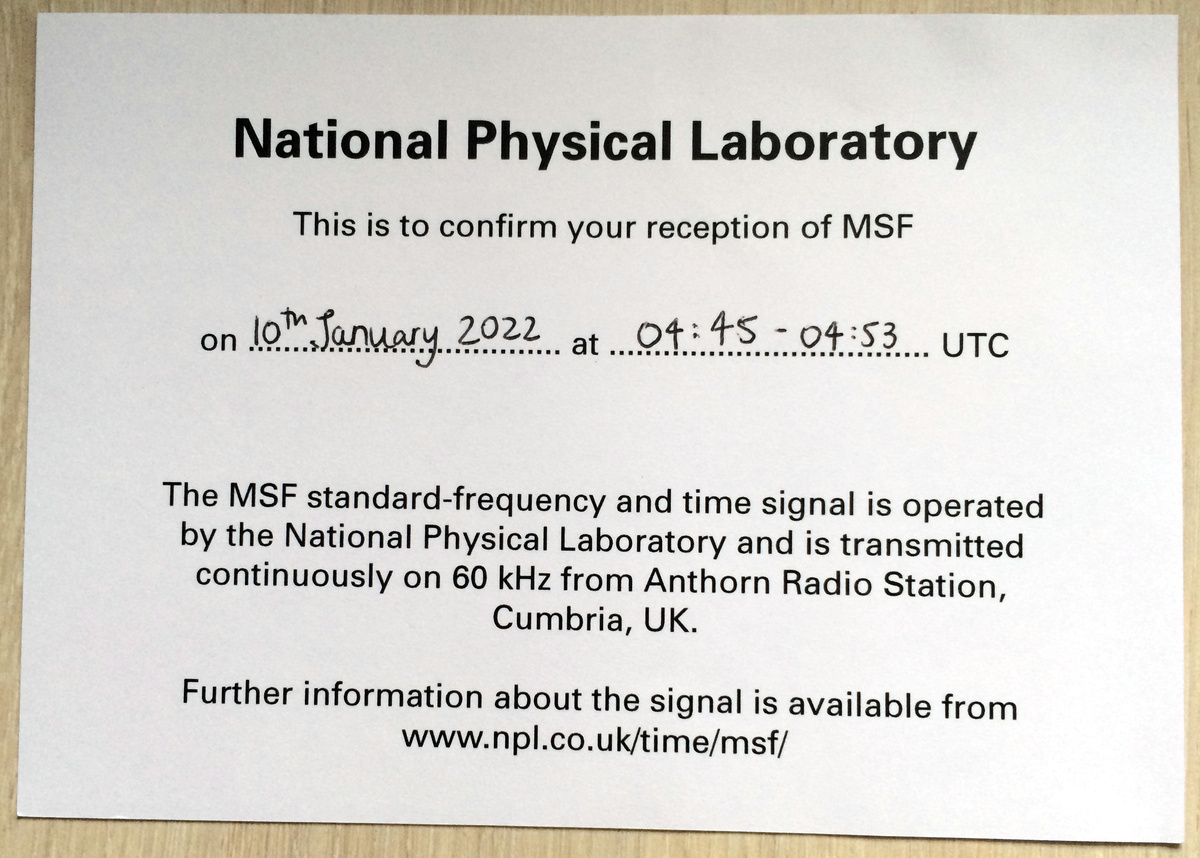 National Physical Laboratory
This is to confirm your reception of MSF
on 10th January 2022 at 04:45 - 04:53 UTC
The MSF standard-frequency and time signal is operated
by the National Physical Laboratory and is transmitted
continuously on 60 kHz from Anthorn Radio Station,
Cumbria, UK.
Further information about the signal is available from
www.npl.co.uk/time/msf/